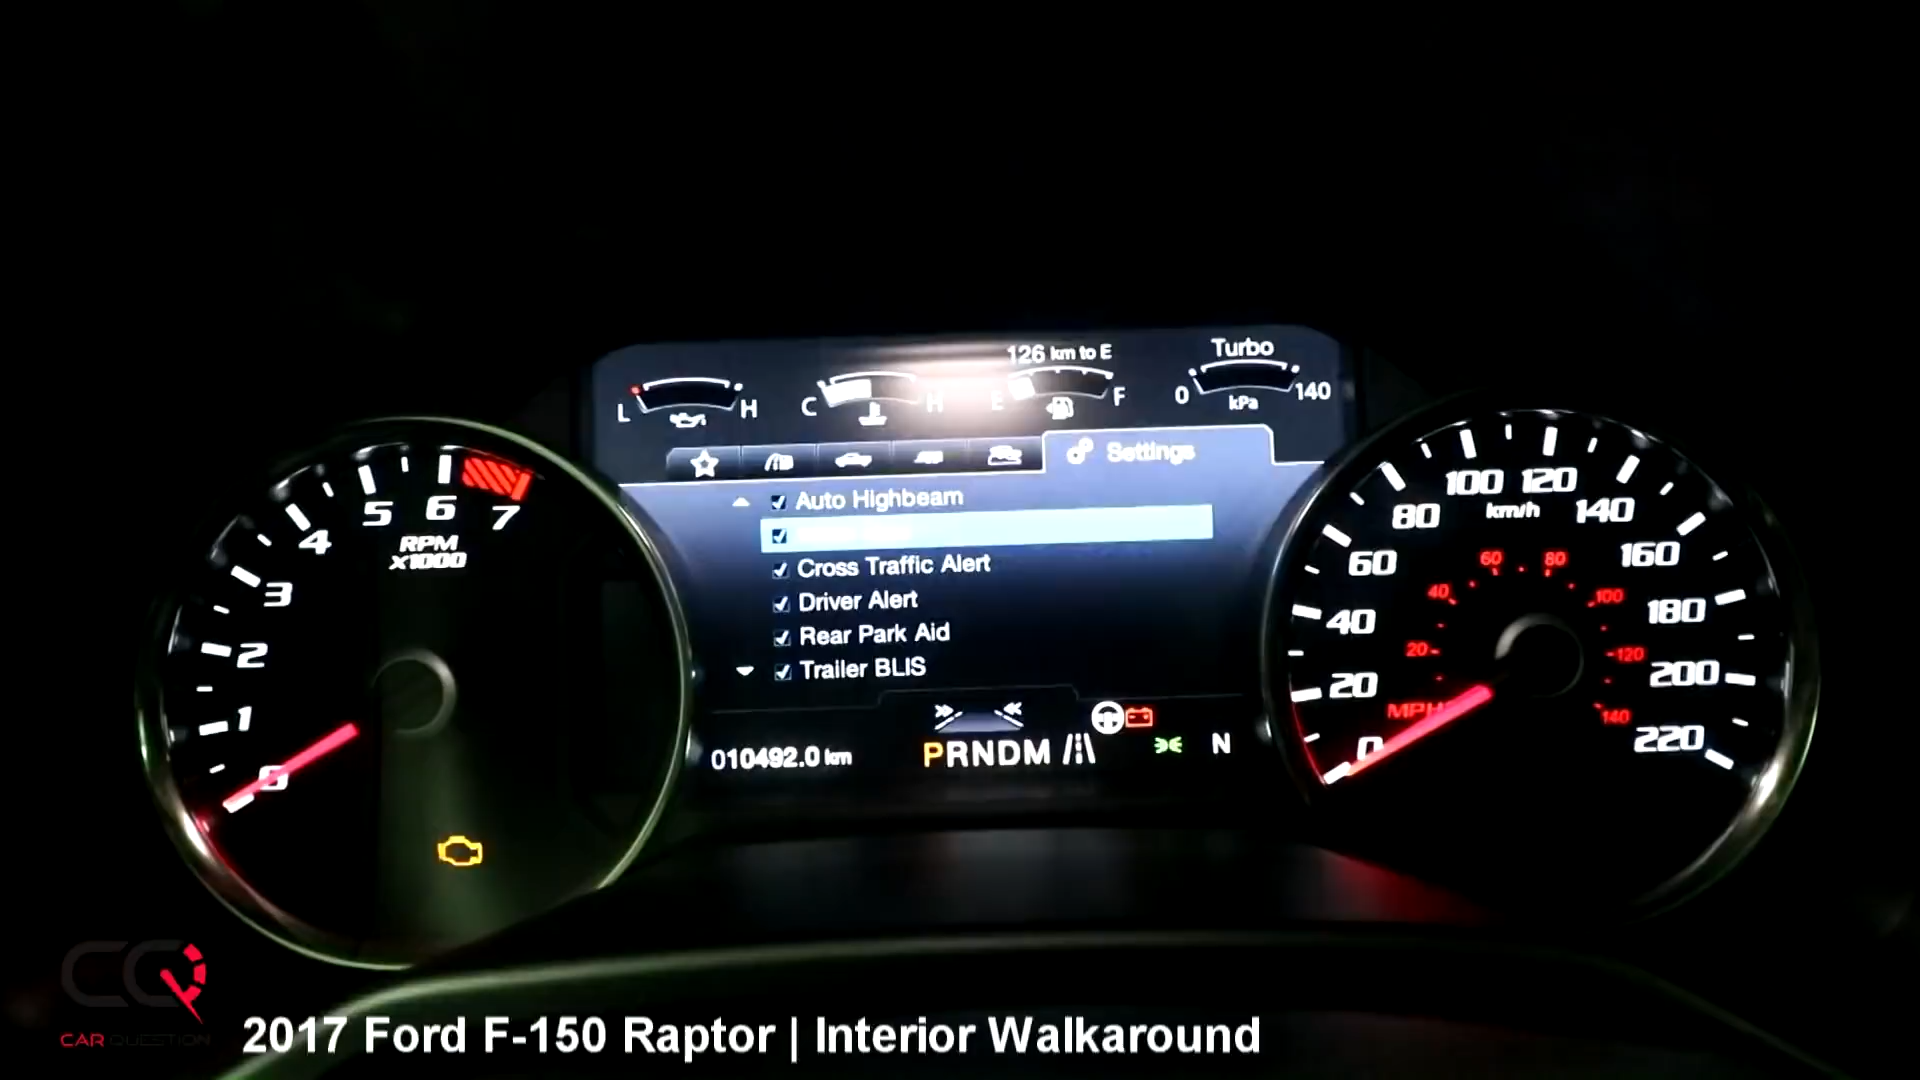 126 km to E
Turbo
L H
C H
E F
0 140
kPa
Settings
Auto Highbeam
Cross Traffic Alert
Driver Alert
Rear Park Aid
Trailer BLIS
010492.0 km
PRNDM
N
0 1 2 3 4 5 6 7
RPM
x1000
0 20 40 60 80 100 120 140 160 180 200 220
km/h
20 40 60 80 100 120 140
MPH
CQ
CAR QUESTION
2017 Ford F-150 Raptor | Interior Walkaround